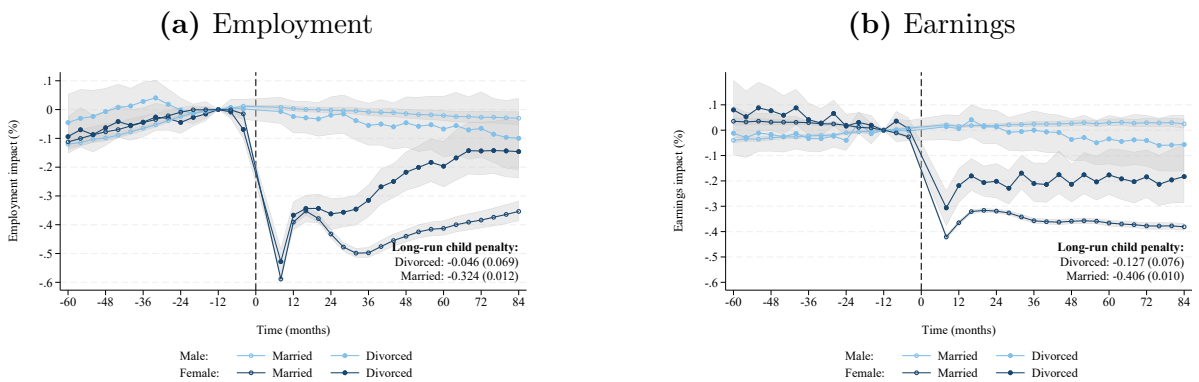 (a) Employment
Employment impact (%)
.1
0
-.1
-.2
-.3
-.4
-.5
-.6
-60 -48 -36 -24 -12 0 12 24 36 48 60 72 84
Time (months)
Long-run child penalty:
Divorced: -0.046 (0.069)
Married: -0.324 (0.012)
Male: Married Divorced
Female: Married Divorced
(b) Earnings
Earnings impact (%)
.1
0
-.1
-.2
-.3
-.4
-.5
-.6
-60 -48 -36 -24 -12 0 12 24 36 48 60 72 84
Time (months)
Long-run child penalty:
Divorced: -0.127 (0.076)
Married: -0.406 (0.010)
Male: Married Divorced
Female: Married Divorced